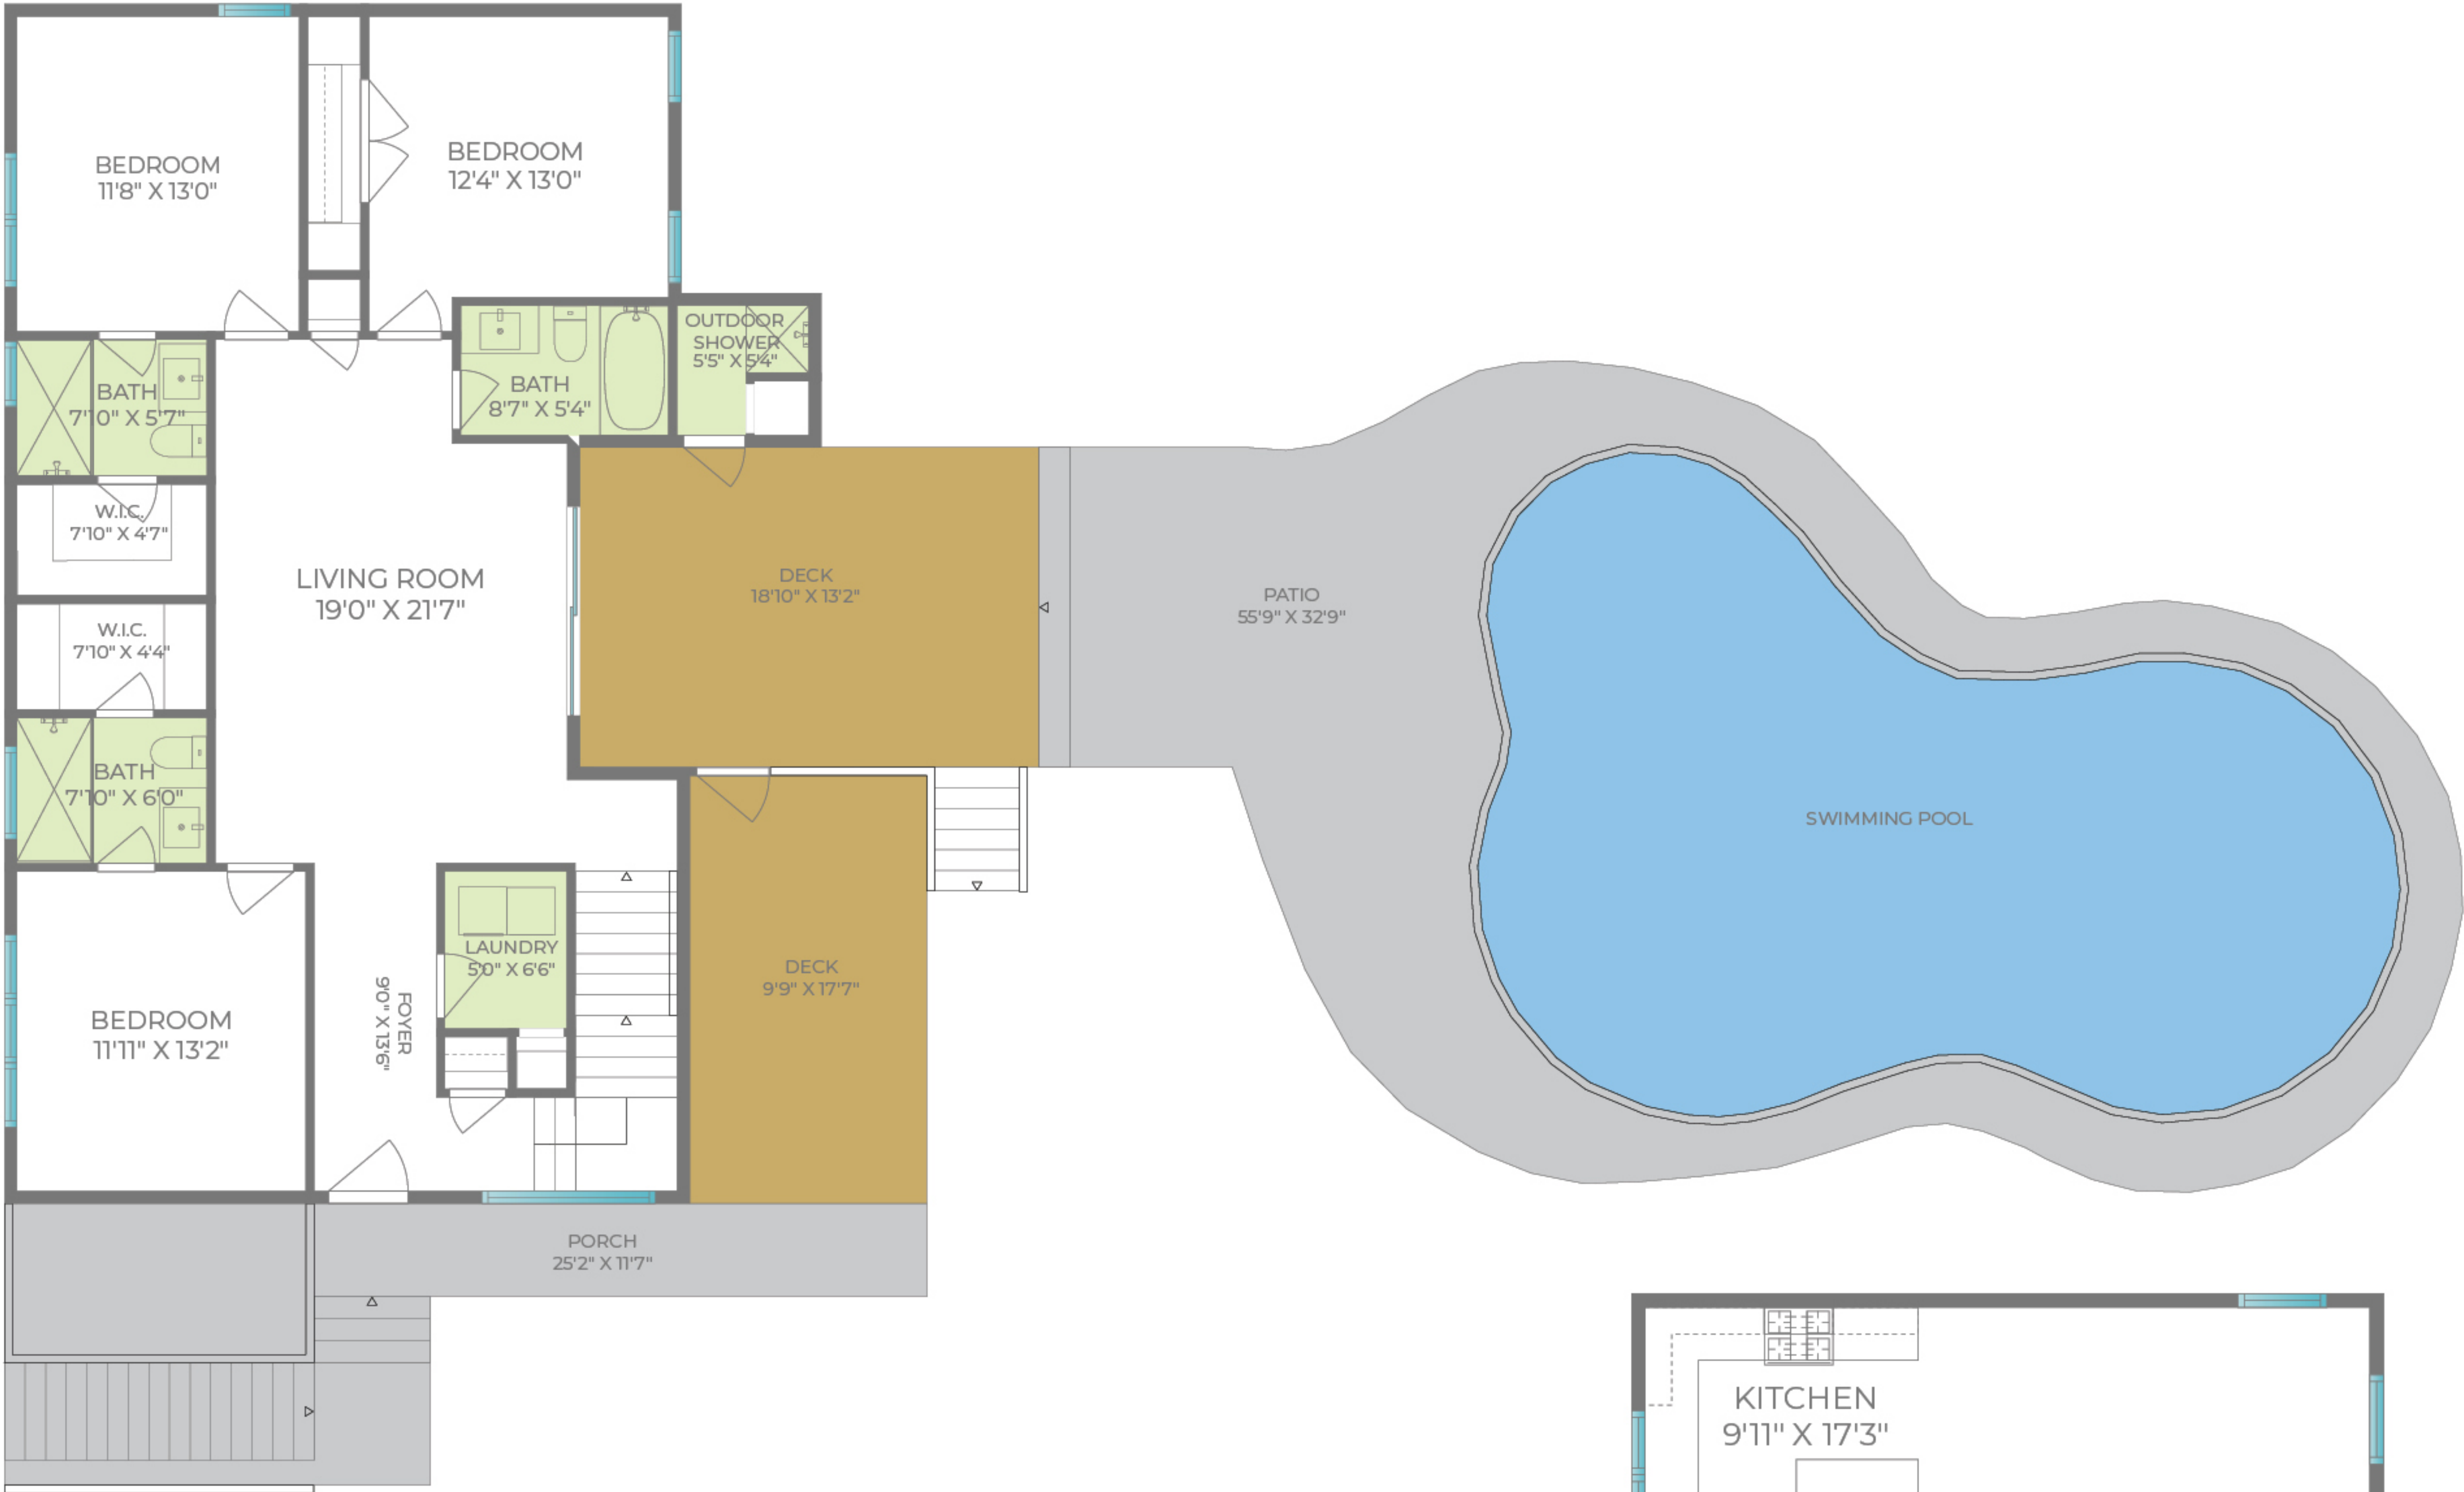 BEDROOM
11'8" X 13'0"
BEDROOM
12'4" X 13'0"
OUTDOOR
SHOWER
5'5" X 5'4"
BATH
8'7" X 5'4"
BATH
7'10" X 5'7"
W.I.C.
7'10" X 4'7"
LIVING ROOM
19'0" X 21'7"
DECK
18'10" X 13'2"
PATIO
55'9" X 32'9"
W.I.C.
7'10" X 4'4"
BATH
7'10" X 6'0"
SWIMMING POOL
LAUNDRY
5'0" X 6'6"
DECK
9'9" X 17'7"
FOYER
9'0" X 13'6"
BEDROOM
11'11" X 13'2"
PORCH
25'2" X 11'7"
KITCHEN
9'11" X 17'3"